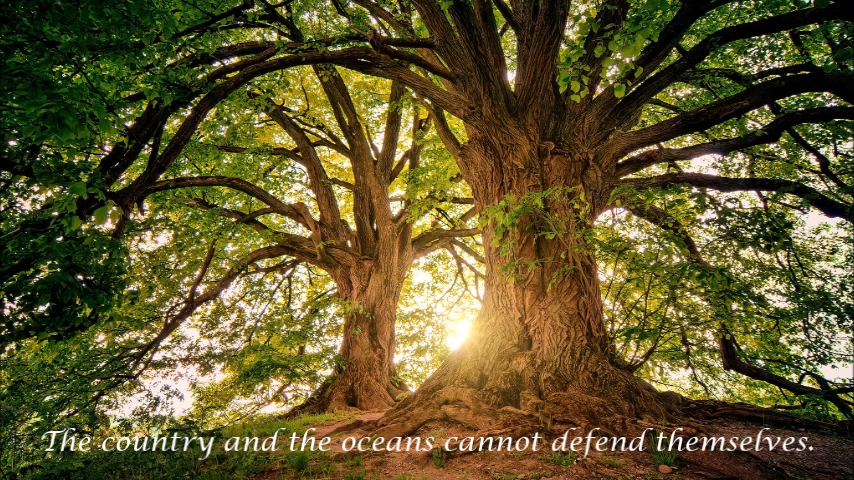 The country and the oceans cannot defend themselves.